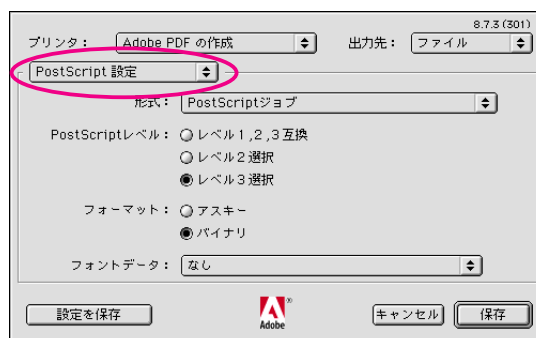 8.7.3 (301)
プリンタ： Adobe PDF の作成 出力先： ファイル
PostScript 設定
形式： PostScriptジョブ
PostScriptレベル： レベル 1 , 2 , 3 互換
レベル 2 選択
レベル 3 選択
フォーマット： アスキー
バイナリ
フォントデータ： なし
設定を保存 Adobe キャンセル 保存